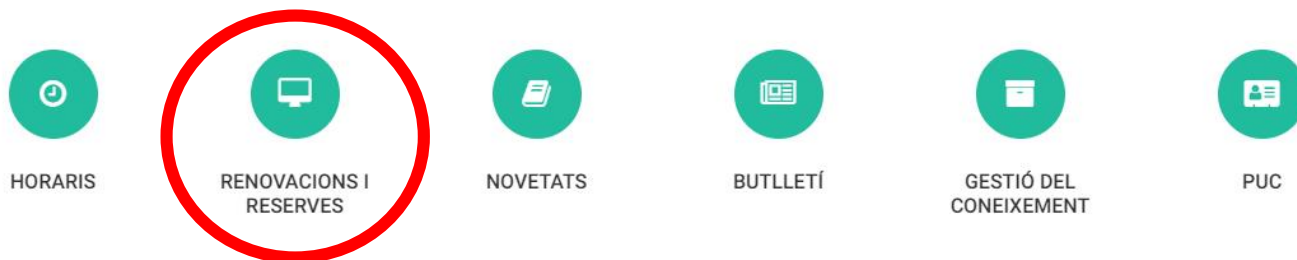 HORARIS
RENOVACIONS I
RESERVES
NOVETATS
BUTLLETÍ
GESTIÓ DEL
CONEIXEMENT
PUC